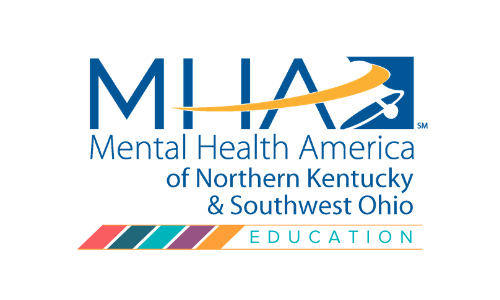 MHA SM
Mental Health America
of Northern Kentucky
& Southwest Ohio
EDUCATION